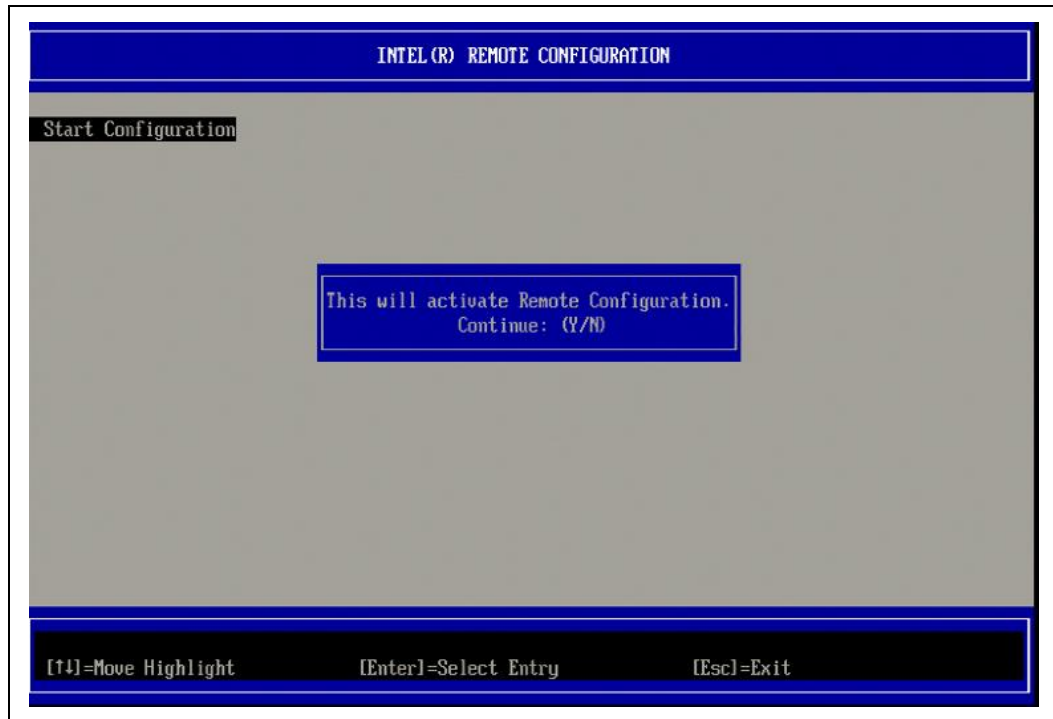 INTEL(R) REMOTE CONFIGURATION
Start Configuration
This will activate Remote Configuration.
Continue: (Y/N)
[↑↓]=Move Highlight [Enter]=Select Entry [Esc]=Exit